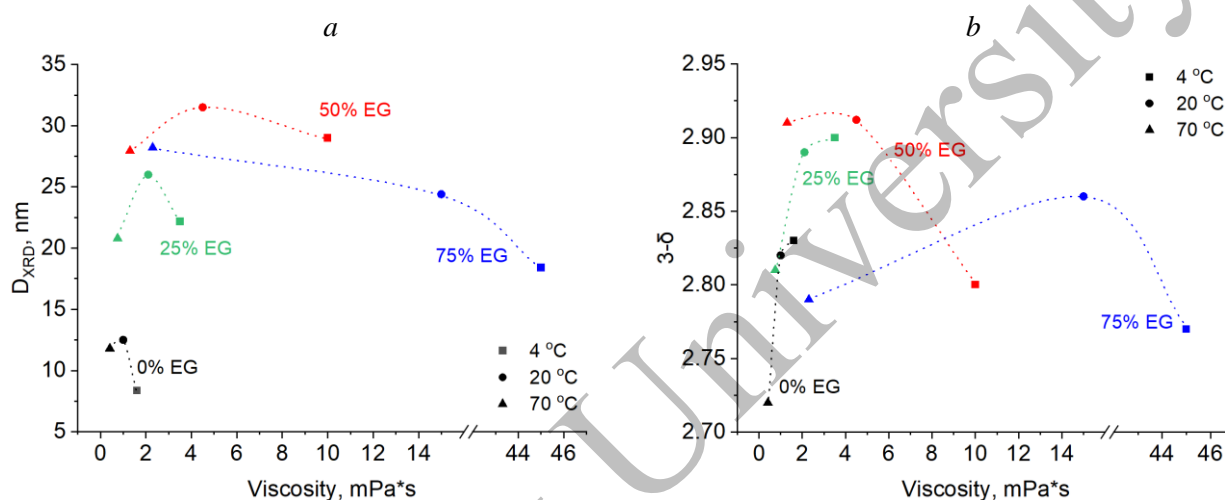 a
35
30
25
20
15
10
5
D_XRD, nm
50% EG
25% EG
75% EG
0% EG
4 °C
20 °C
70 °C
0 2 4 6 8 10 12 14 16 44 46
Viscosity, mPa*s
b
2.95
2.90
2.85
2.80
2.75
2.70
3-δ
4 °C
20 °C
70 °C
50% EG
25% EG
75% EG
0% EG
0 2 4 6 8 10 12 14 44 46
Viscosity, mPa*s
University